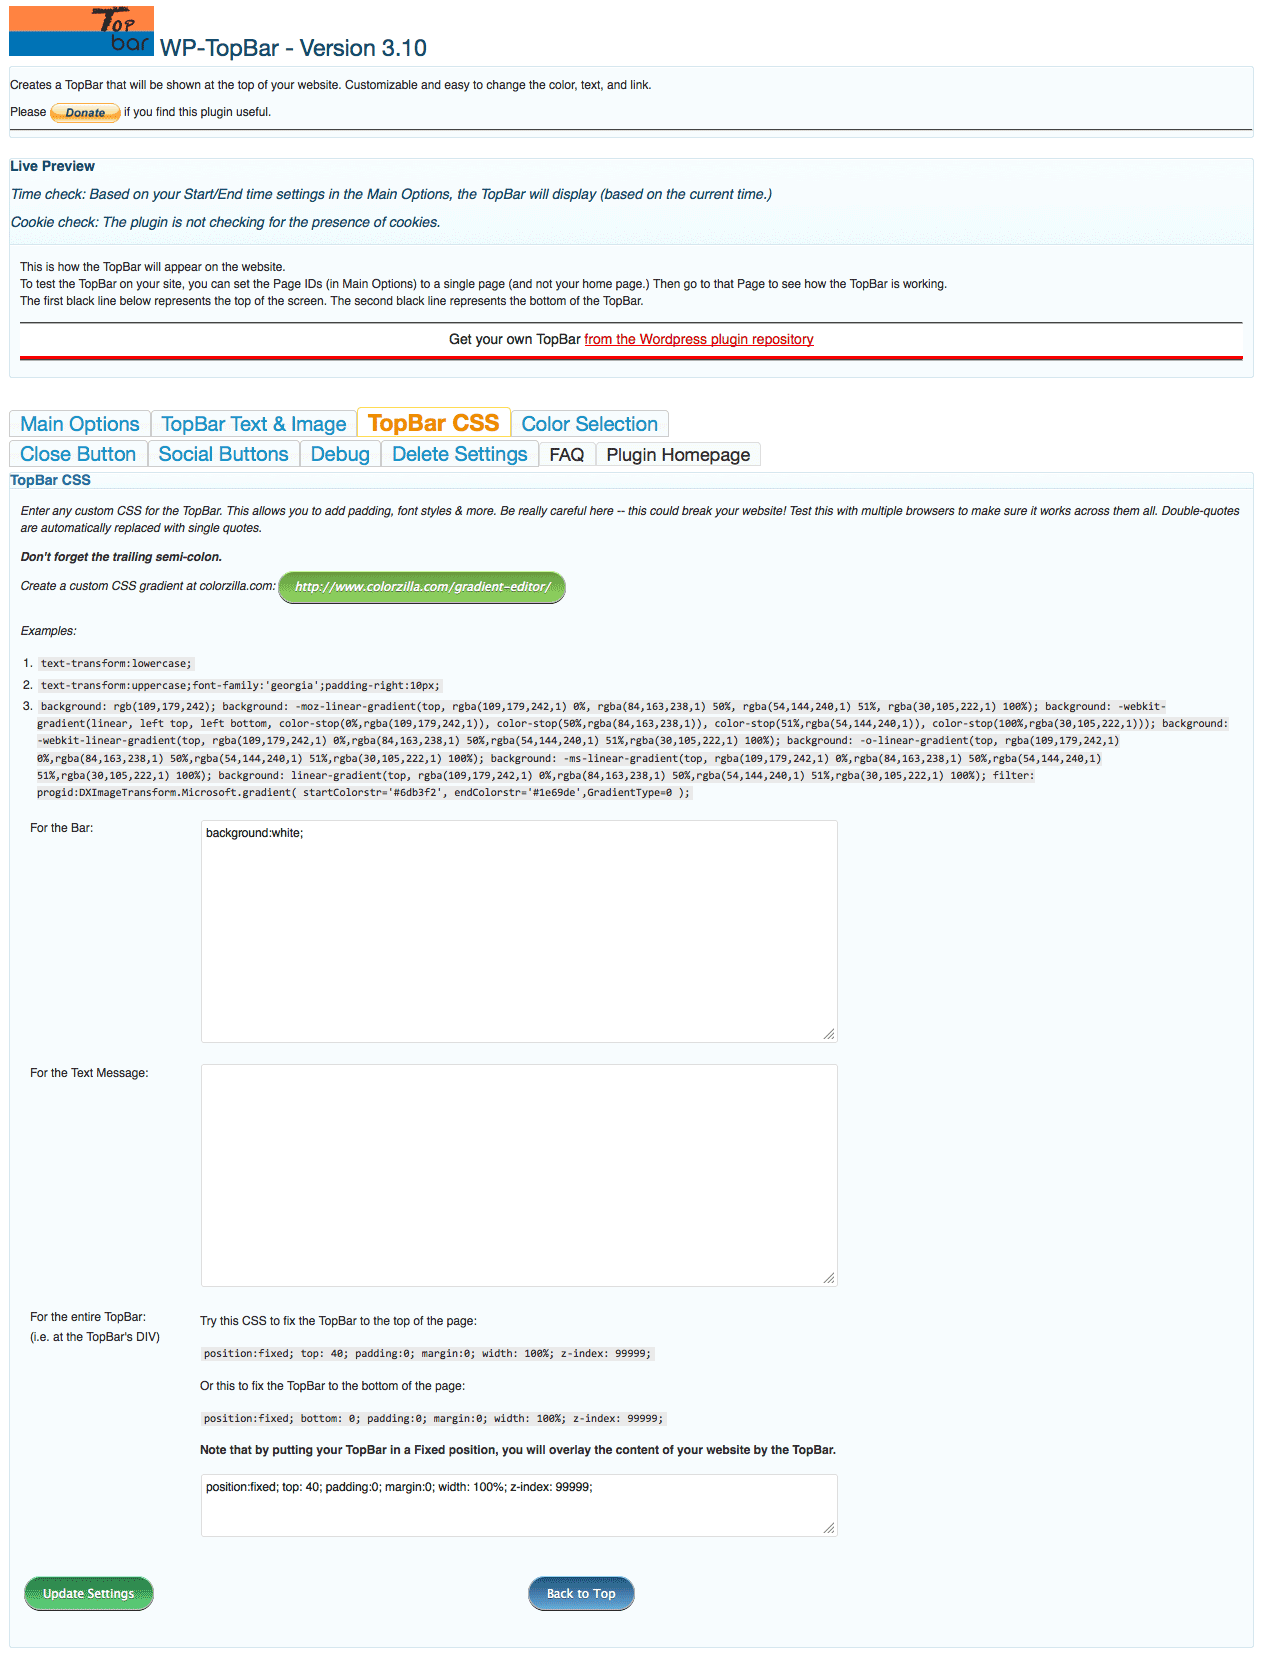 Top
bar
WP-TopBar - Version 3.10
Creates a TopBar that will be shown at the top of your website. Customizable and easy to change the color, text, and link.
Please Donate if you find this plugin useful.
Live Preview
Time check: Based on your Start/End time settings in the Main Options, the TopBar will display (based on the current time.)
Cookie check: The plugin is not checking for the presence of cookies.
This is how the TopBar will appear on the website.
To test the TopBar on your site, you can set the Page IDs (in Main Options) to a single page (and not your home page.) Then go to that Page to see how the TopBar is working.
The first black line below represents the top of the screen. The second black line represents the bottom of the TopBar.
Get your own TopBar from the Wordpress plugin repository
Main Options TopBar Text & Image TopBar CSS Color Selection
Close Button Social Buttons Debug Delete Settings FAQ Plugin Homepage
TopBar CSS
Enter any custom CSS for the TopBar. This allows you to add padding, font styles & more. Be really careful here -- this could break your website! Test this with multiple browsers to make sure it works across them all. Double-quotes
are automatically replaced with single quotes.
Don't forget the trailing semi-colon.
Create a custom CSS gradient at colorzilla.com: http://www.colorzilla.com/gradient-editor/
Examples:
1. text-transform:lowercase;
2. text-transform:uppercase;font-family:'georgia';padding-right:10px;
3. background: rgb(109,179,242); background: -moz-linear-gradient(top, rgba(109,179,242,1) 0%, rgba(84,163,238,1) 50%, rgba(54,144,240,1) 51%, rgba(30,105,222,1) 100%); background: -webkit-
gradient(linear, left top, left bottom, color-stop(0%,rgba(109,179,242,1)), color-stop(50%,rgba(84,163,238,1)), color-stop(51%,rgba(54,144,240,1)), color-stop(100%,rgba(30,105,222,1))); background:
-webkit-linear-gradient(top, rgba(109,179,242,1) 0%,rgba(84,163,238,1) 50%,rgba(54,144,240,1) 51%,rgba(30,105,222,1) 100%); background: -o-linear-gradient(top, rgba(109,179,242,1)
0%,rgba(84,163,238,1) 50%,rgba(54,144,240,1) 51%,rgba(30,105,222,1) 100%); background: -ms-linear-gradient(top, rgba(109,179,242,1) 0%,rgba(84,163,238,1) 50%,rgba(54,144,240,1)
51%,rgba(30,105,222,1) 100%); background: linear-gradient(top, rgba(109,179,242,1) 0%,rgba(84,163,238,1) 50%,rgba(54,144,240,1) 51%,rgba(30,105,222,1) 100%); filter:
progid:DXImageTransform.Microsoft.gradient( startColorstr='#6db3f2', endColorstr='#1e69de',GradientType=0 );
For the Bar:
background:white;
For the Text Message:
For the entire TopBar:
(i.e. at the TopBar's DIV)
Try this CSS to fix the TopBar to the top of the page:
position:fixed; top: 40; padding:0; margin:0; width: 100%; z-index: 99999;
Or this to fix the TopBar to the bottom of the page:
position:fixed; bottom: 0; padding:0; margin:0; width: 100%; z-index: 99999;
Note that by putting your TopBar in a Fixed position, you will overlay the content of your website by the TopBar.
position:fixed; top: 40; padding:0; margin:0; width: 100%; z-index: 99999;
Update Settings Back to Top